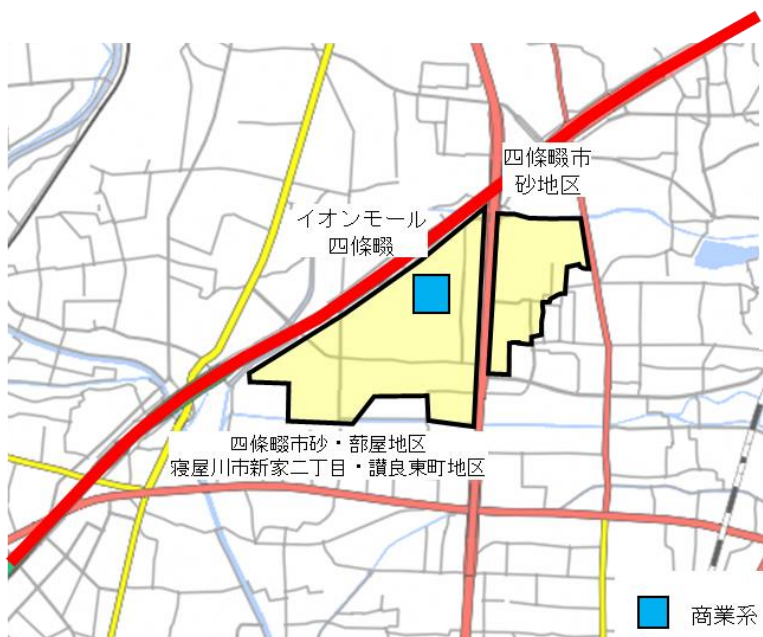 四條畷市
砂地区
イオンモール
四條畷
四條畷市砂・部屋地区
寝屋川市新家二丁目・讃良東町地区
商業系